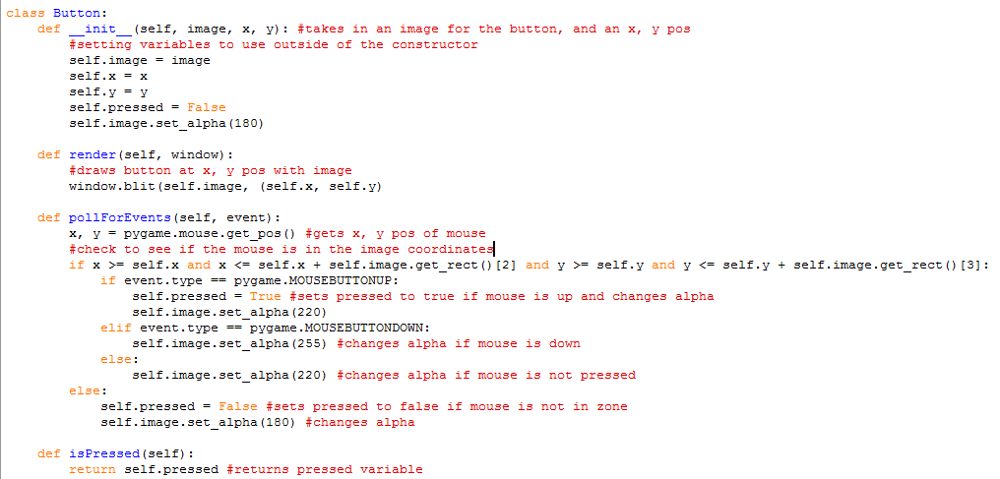 class Button:
    def __init__(self, image, x, y): #takes in an image for the button, and an x, y pos
        #setting variables to use outside of the constructor
        self.image = image
        self.x = x
        self.y = y
        self.pressed = False
        self.image.set_alpha(180)

    def render(self, window):
        #draws button at x, y pos with image
        window.blit(self.image, (self.x, self.y)

    def pollForEvents(self, event):
        x, y = pygame.mouse.get_pos() #gets x, y pos of mouse
        #check to see if the mouse is in the image coordinates
        if x >= self.x and x <= self.x + self.image.get_rect()[2] and y >= self.y and y <= self.y + self.image.get_rect()[3]:
            if event.type == pygame.MOUSEBUTTONUP:
                self.pressed = True #sets pressed to true if mouse is up and changes alpha
                self.image.set_alpha(220)
            elif event.type == pygame.MOUSEBUTTONDOWN:
                self.image.set_alpha(255) #changes alpha if mouse is down
            else:
                self.image.set_alpha(220) #changes alpha if mouse is not pressed
        else:
            self.pressed = False #sets pressed to false if mouse is not in zone
            self.image.set_alpha(180) #changes alpha

    def isPressed(self):
        return self.pressed #returns pressed variable